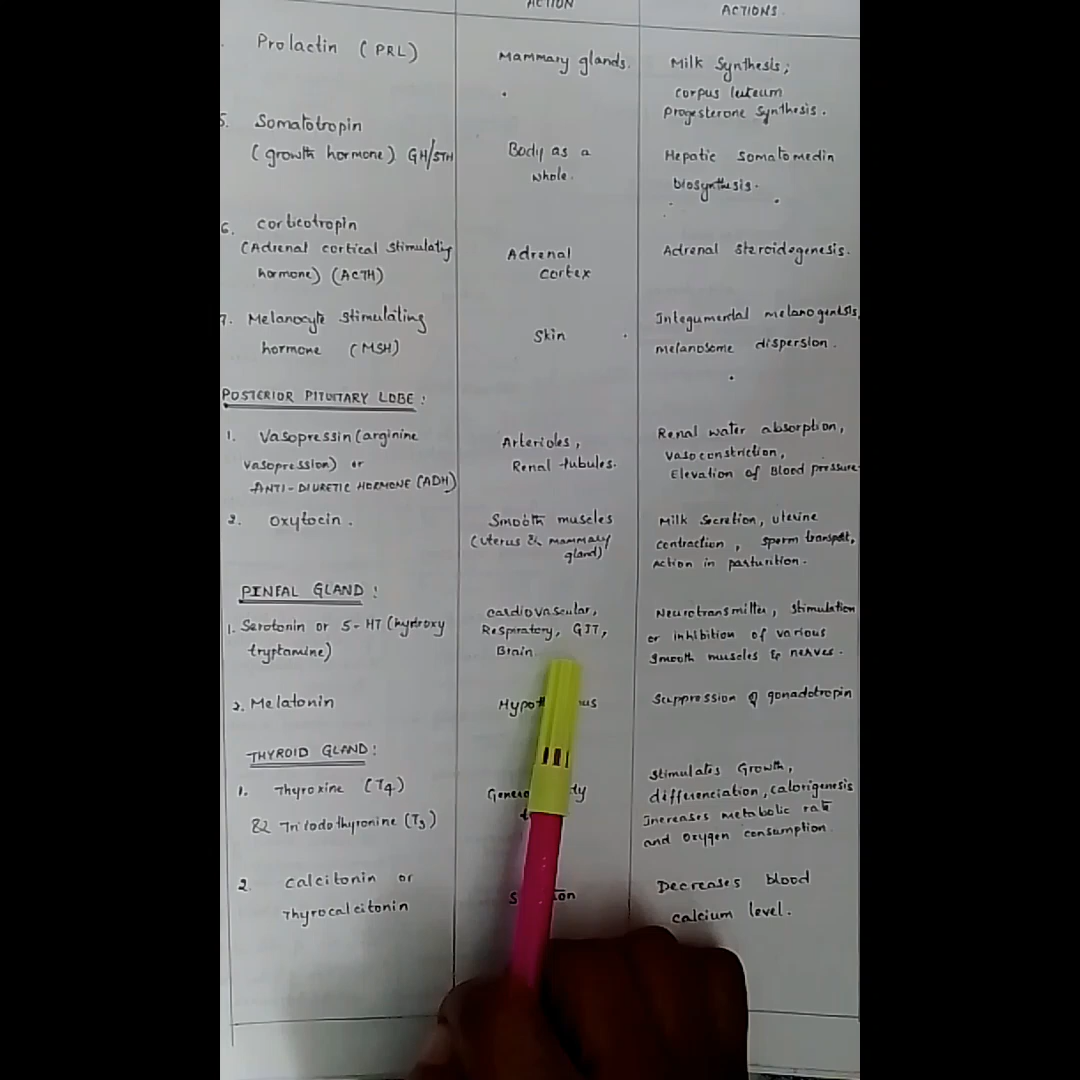 ACTION
ACTIONS.
Prolactin (PRL)
Mammary glands.
Milk Synthesis;
corpus luteum
Progesterone Synthesis.
5. Somatotropin
(growth hormone) GH/STH
Body as a
whole.
Hepatic Somatomedin
biosynthesis.
6. corticotropin
(Adrenal cortical stimulating
hormone) (ACTH)
Adrenal
cortex
Adrenal Steroidogenesis.
7. Melanocyte Stimulating
hormone (MSH)
Skin
Integumental melanogenesis,
melanosome dispersion.
POSTERIOR PITUITARY LOBE:
1. Vasopressin (arginine
vasopression) or
ANTI-DIURETIC HORMONE (ADH)
Arterioles,
Renal tubules.
Renal water absorption,
vasoconstriction,
Elevation of Blood pressure
2. Oxytocin.
Smooth muscles
(Uterus & mammary
gland)
Milk Secretion, uterine
contraction, sperm transport,
Action in parturition.
PINEAL GLAND:
1. Serotonin or 5-HT (hydroxy
tryptamine)
Cardiovascular,
Respiratory, GIT,
Brain
Neurotransmitter, stimulation
or inhibition of various
Smooth muscles & nerves.
2. Melatonin
Suppression of gonadotropin
THYROID GLAND:
1. Thyroxine (T4)
& Triiodothyronine (T3)
Stimulates Growth,
differenciation, calorigenesis
Increases metabolic rate
and Oxygen consumption.
2. Calcitonin or
Thyrocalcitonin
Decreases blood
calcium level.